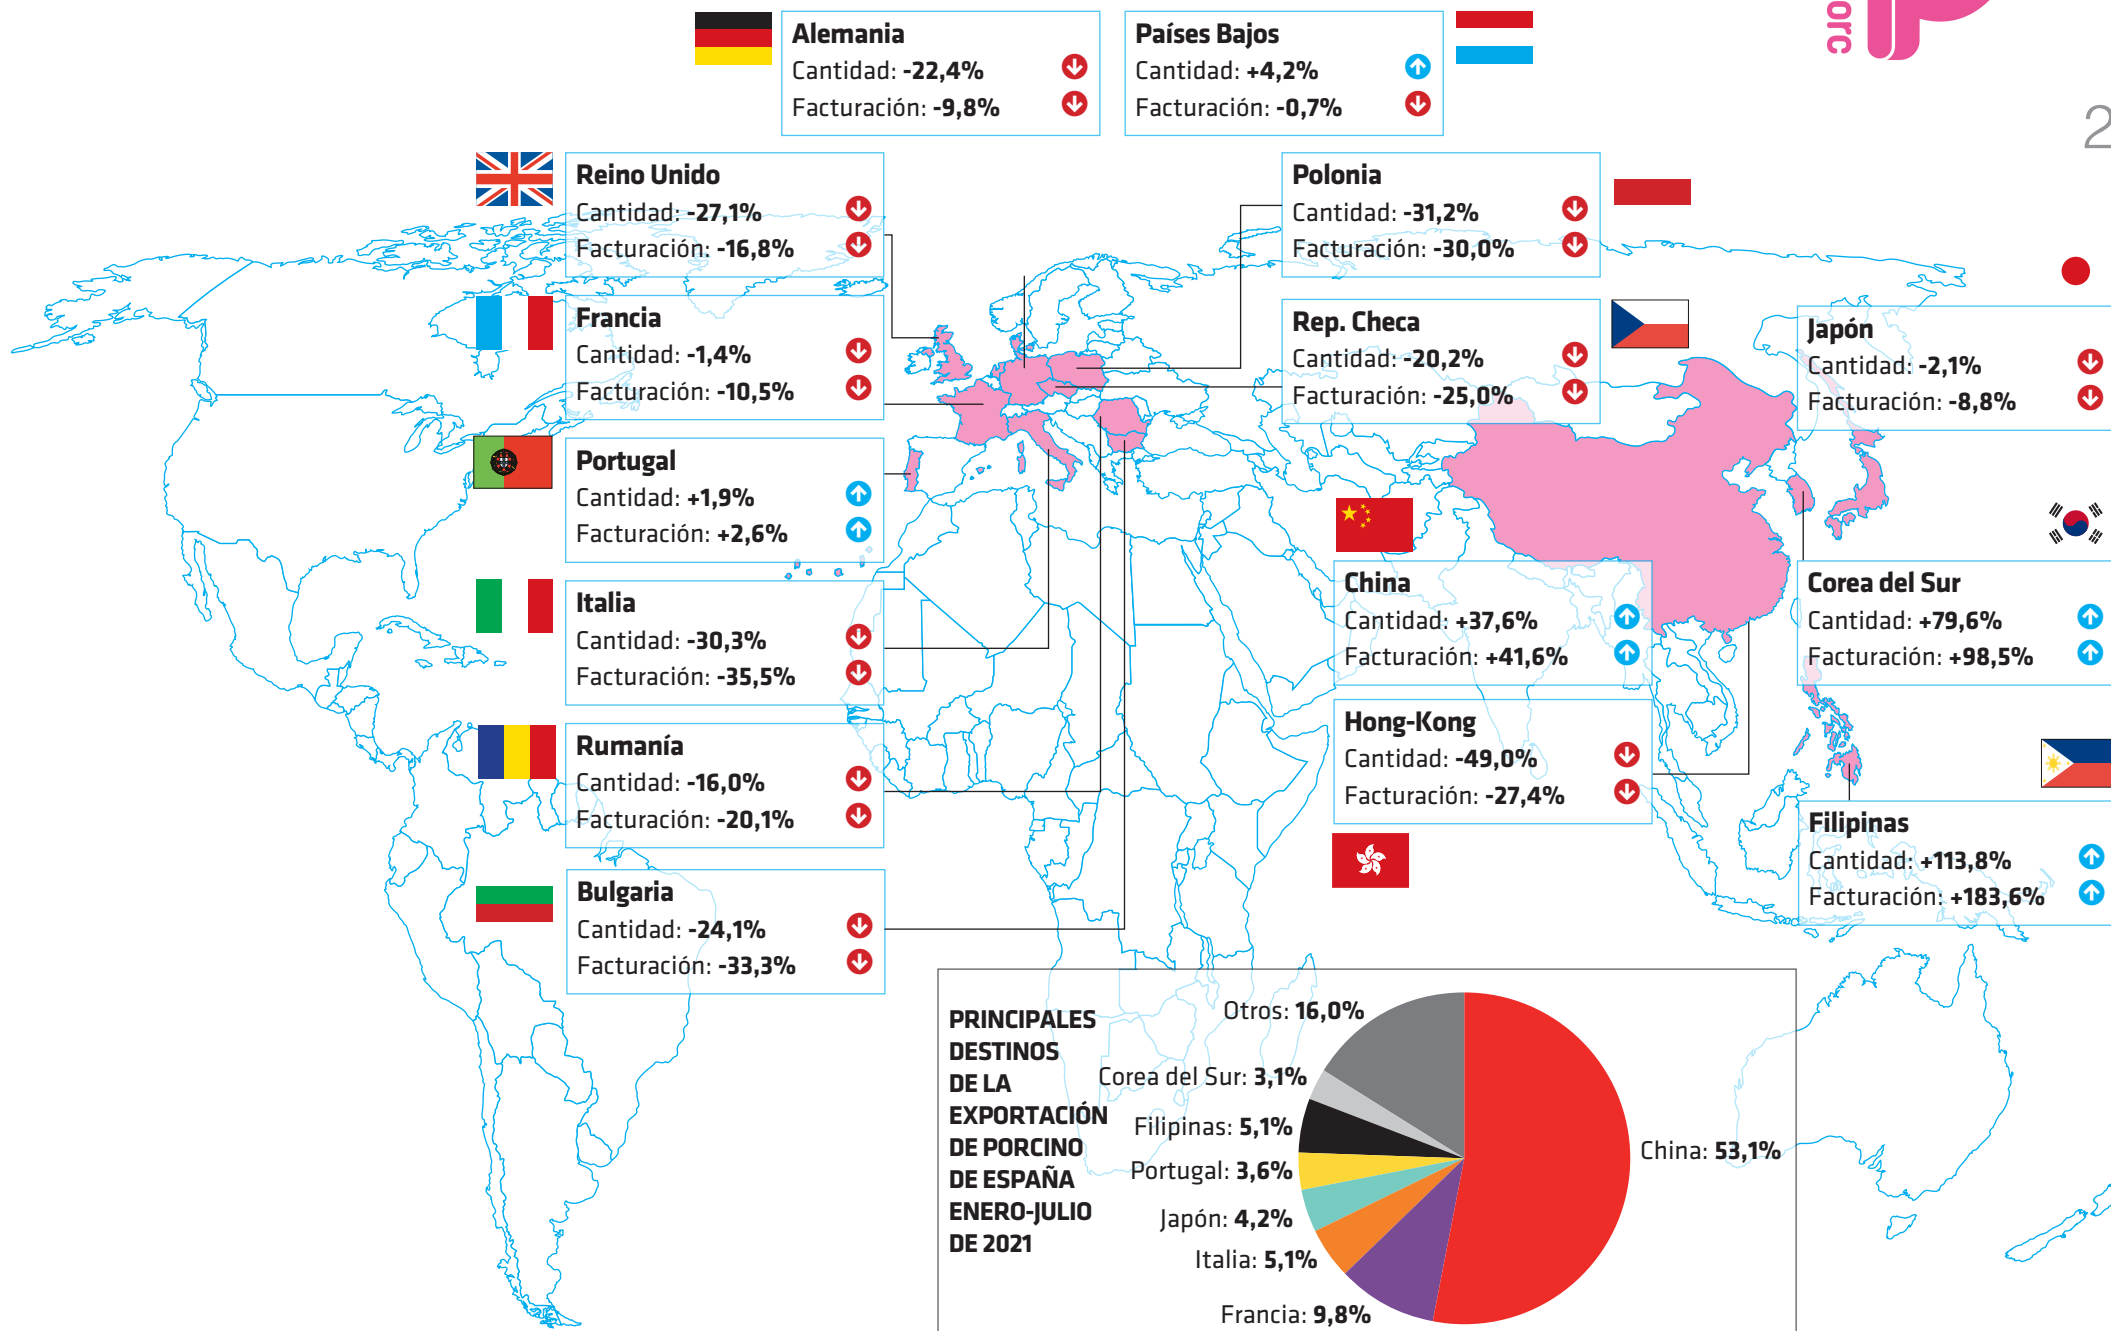 Alemania
Cantidad: -22,4%
Facturación: -9,8%
Países Bajos
Cantidad: +4,2%
Facturación: -0,7%
orc
2
Reino Unido
Cantidad: -27,1%
Facturación: -16,8%
Polonia
Cantidad: -31,2%
Facturación: -30,0%
Francia
Cantidad: -1,4%
Facturación: -10,5%
Rep. Checa
Cantidad: -20,2%
Facturación: -25,0%
Japón
Cantidad: -2,1%
Facturación: -8,8%
Portugal
Cantidad: +1,9%
Facturación: +2,6%
Italia
Cantidad: -30,3%
Facturación: -35,5%
China
Cantidad: +37,6%
Facturación: +41,6%
Corea del Sur
Cantidad: +79,6%
Facturación: +98,5%
Rumanía
Cantidad: -16,0%
Facturación: -20,1%
Hong-Kong
Cantidad: -49,0%
Facturación: -27,4%
Filipinas
Cantidad: +113,8%
Facturación: +183,6%
Bulgaria
Cantidad: -24,1%
Facturación: -33,3%
PRINCIPALES
DESTINOS
DE LA
EXPORTACIÓN
DE PORCINO
DE ESPAÑA
ENERO-JULIO
DE 2021
Otros: 16,0%
Corea del Sur: 3,1%
Filipinas: 5,1%
Portugal: 3,6%
Japón: 4,2%
Italia: 5,1%
Francia: 9,8%
China: 53,1%